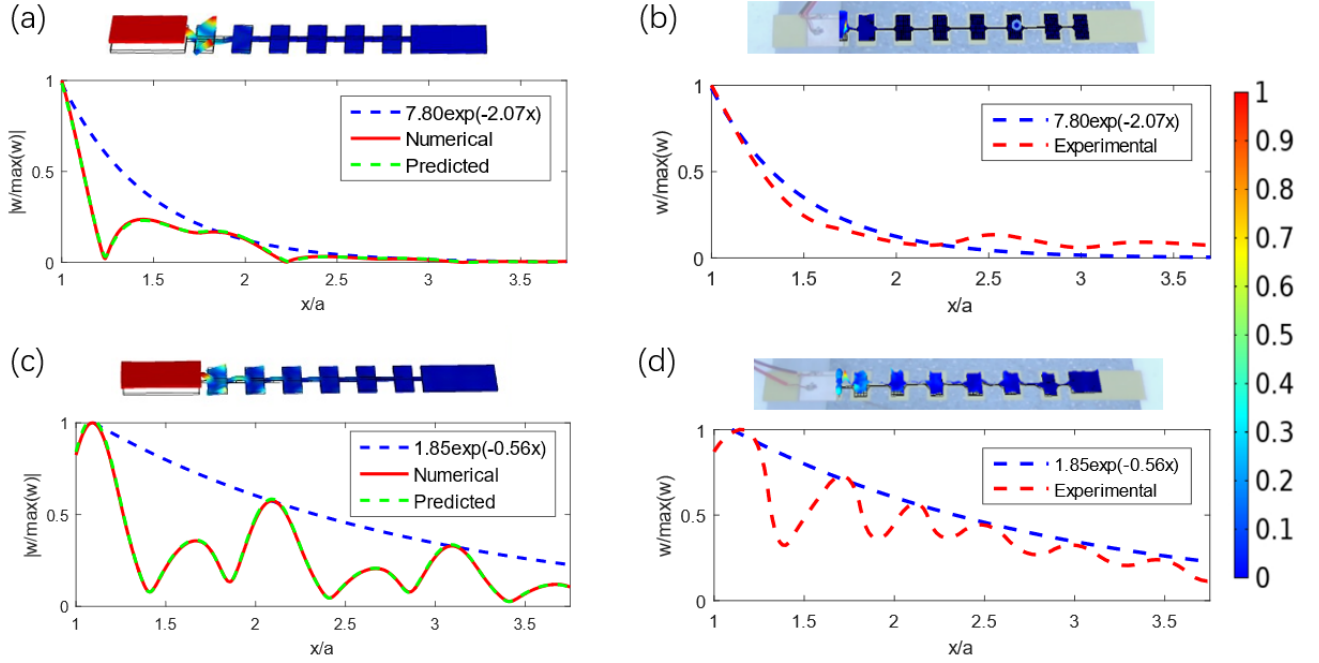 (a)
1
0.5
0
|w/max(w)|
7.80exp(-2.07x)
Numerical
Predicted
1
1.5
2
2.5
3
3.5
x/a
(b)
1
0.5
0
w/max(w)
7.80exp(-2.07x)
Experimental
1
1.5
2
2.5
3
3.5
x/a
1
0.9
0.8
0.7
0.6
0.5
0.4
0.3
0.2
0.1
0
(c)
1
0.5
0
|w/max(w)|
1.85exp(-0.56x)
Numerical
Predicted
1
1.5
2
2.5
3
3.5
x/a
(d)
1
0.5
0
w/max(w)
1.85exp(-0.56x)
Experimental
1
1.5
2
2.5
3
3.5
x/a